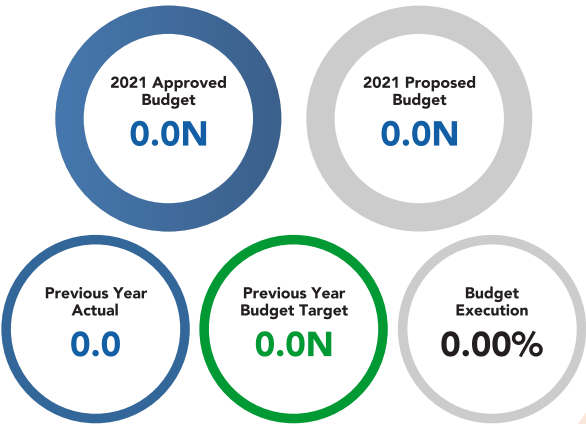 2021 Approved
Budget
0.0N
2021 Proposed
Budget
0.0N
Previous Year
Actual
0.0
Previous Year
Budget Target
0.0N
Budget
Execution
0.00%